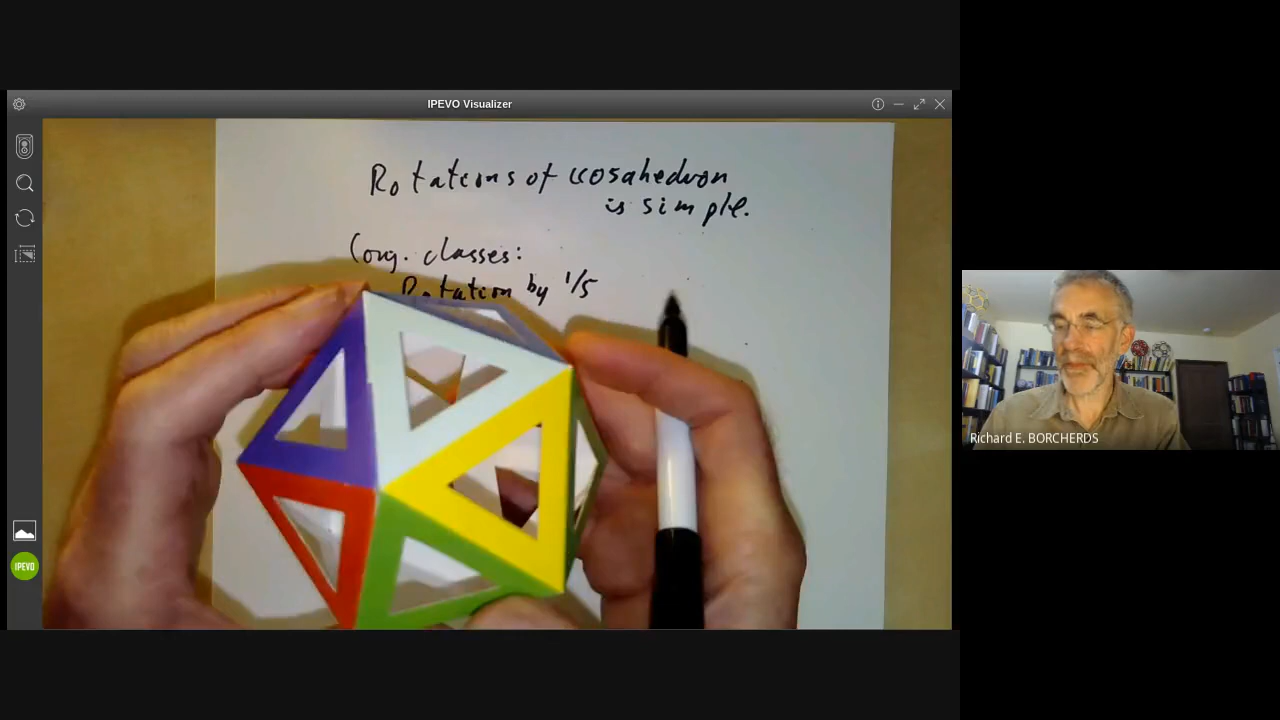 IPEVO Visualizer
Rotations of icosahedron
is simple.
Conj. classes:
Rotation by 1/5
Richard E. BORCHERDS
IPEVO